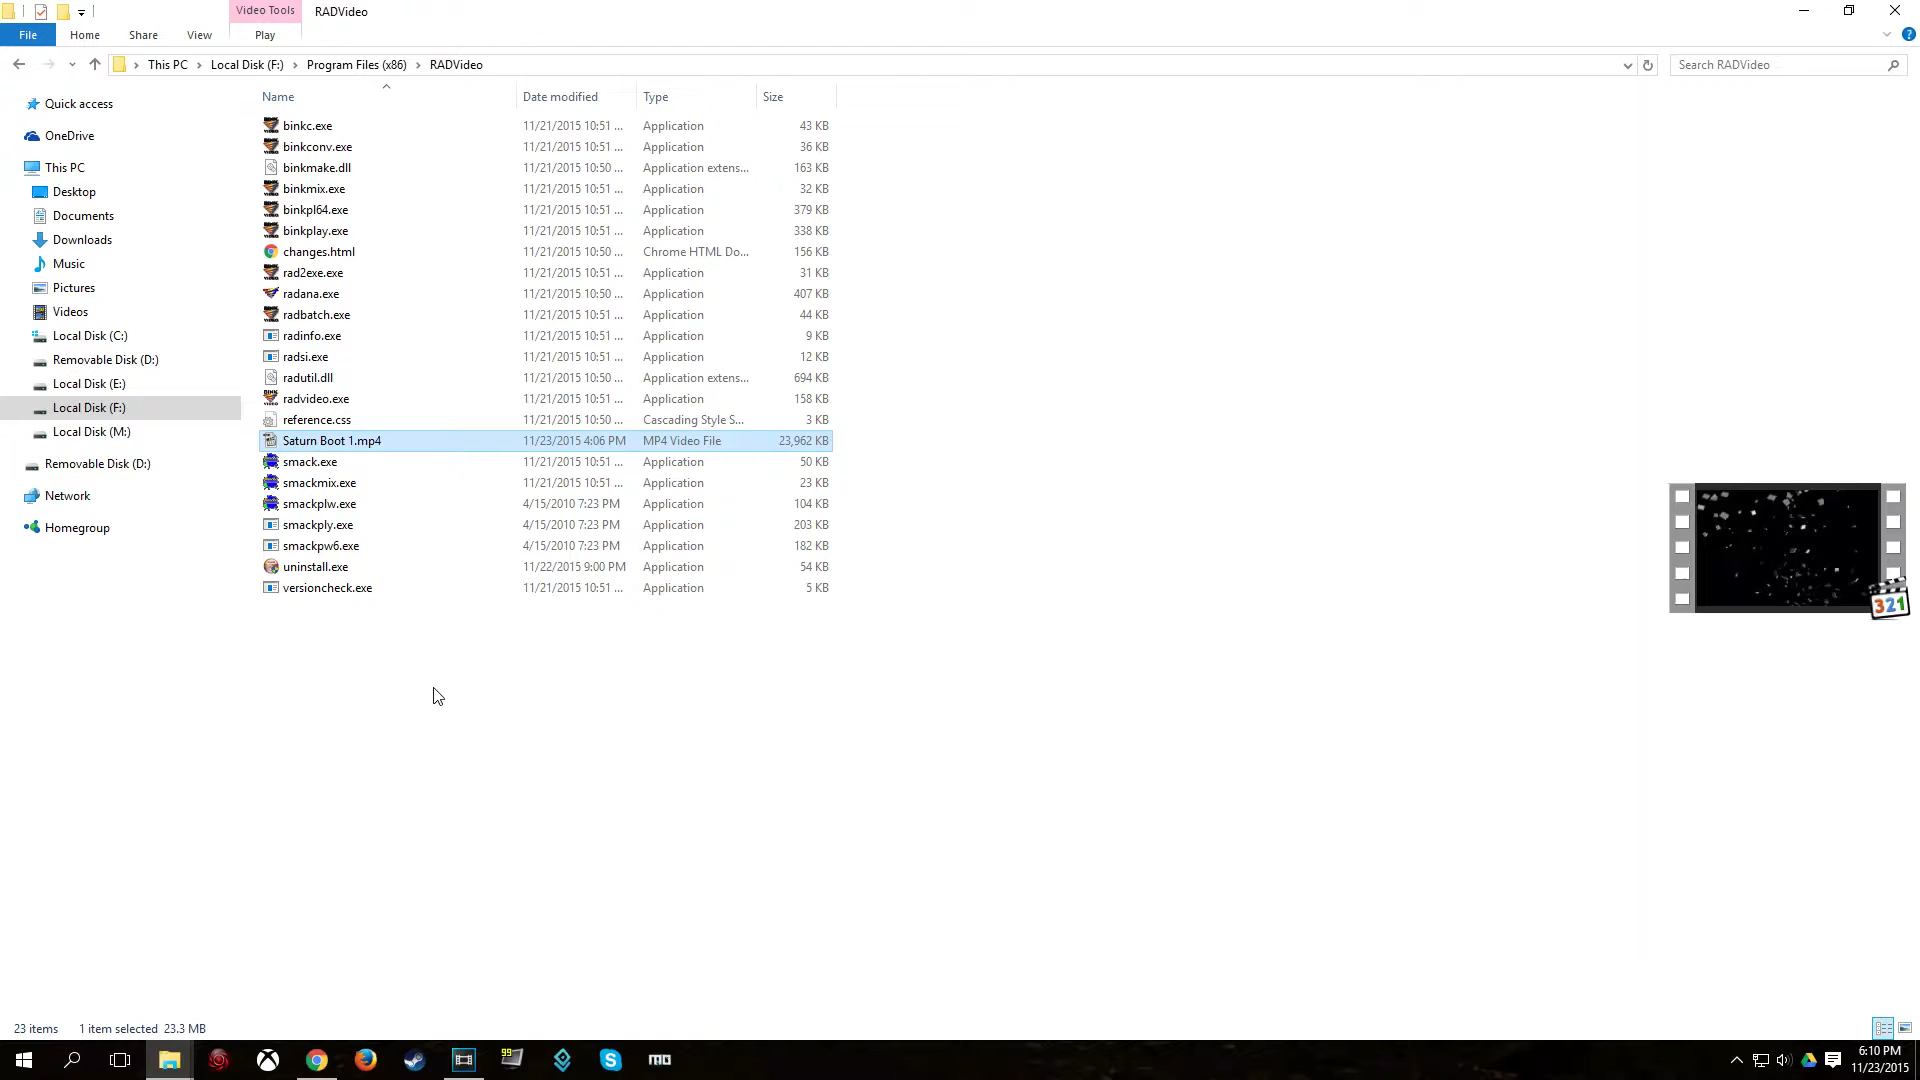 Video Tools RADVideo
File Home Share View Play
This PC Local Disk (F:) Program Files (x86) RADVideo Search RADVideo
Name Date modified Type Size
Quick access
OneDrive
This PC
Desktop
Documents
Downloads
Music
Pictures
Videos
Local Disk (C:)
Removable Disk (D:)
Local Disk (E:)
Local Disk (F:)
Local Disk (M:)
Removable Disk (D:)
Network
Homegroup
binkc.exe 11/21/2015 10:51 ... Application 43 KB
binkconv.exe 11/21/2015 10:51 ... Application 36 KB
binkmake.dll 11/21/2015 10:50 ... Application extens... 163 KB
binkmix.exe 11/21/2015 10:51 ... Application 32 KB
binkpl64.exe 11/21/2015 10:51 ... Application 379 KB
binkplay.exe 11/21/2015 10:51 ... Application 338 KB
changes.html 11/21/2015 10:50 ... Chrome HTML Do... 156 KB
rad2exe.exe 11/21/2015 10:51 ... Application 31 KB
radana.exe 11/21/2015 10:50 ... Application 407 KB
radbatch.exe 11/21/2015 10:51 ... Application 44 KB
radinfo.exe 11/21/2015 10:51 ... Application 9 KB
radsi.exe 11/21/2015 10:51 ... Application 12 KB
radutil.dll 11/21/2015 10:50 ... Application extens... 694 KB
radvideo.exe 11/21/2015 10:51 ... Application 158 KB
reference.css 11/21/2015 10:50 ... Cascading Style S... 3 KB
Saturn Boot 1.mp4 11/23/2015 4:06 PM MP4 Video File 23,962 KB
smack.exe 11/21/2015 10:51 ... Application 50 KB
smackmix.exe 11/21/2015 10:51 ... Application 23 KB
smackplw.exe 4/15/2010 7:23 PM Application 104 KB
smackply.exe 4/15/2010 7:23 PM Application 203 KB
smackpw6.exe 4/15/2010 7:23 PM Application 182 KB
uninstall.exe 11/22/2015 9:00 PM Application 54 KB
versioncheck.exe 11/21/2015 10:51 ... Application 5 KB
321
23 items 1 item selected 23.3 MB
99
6:10 PM
11/23/2015